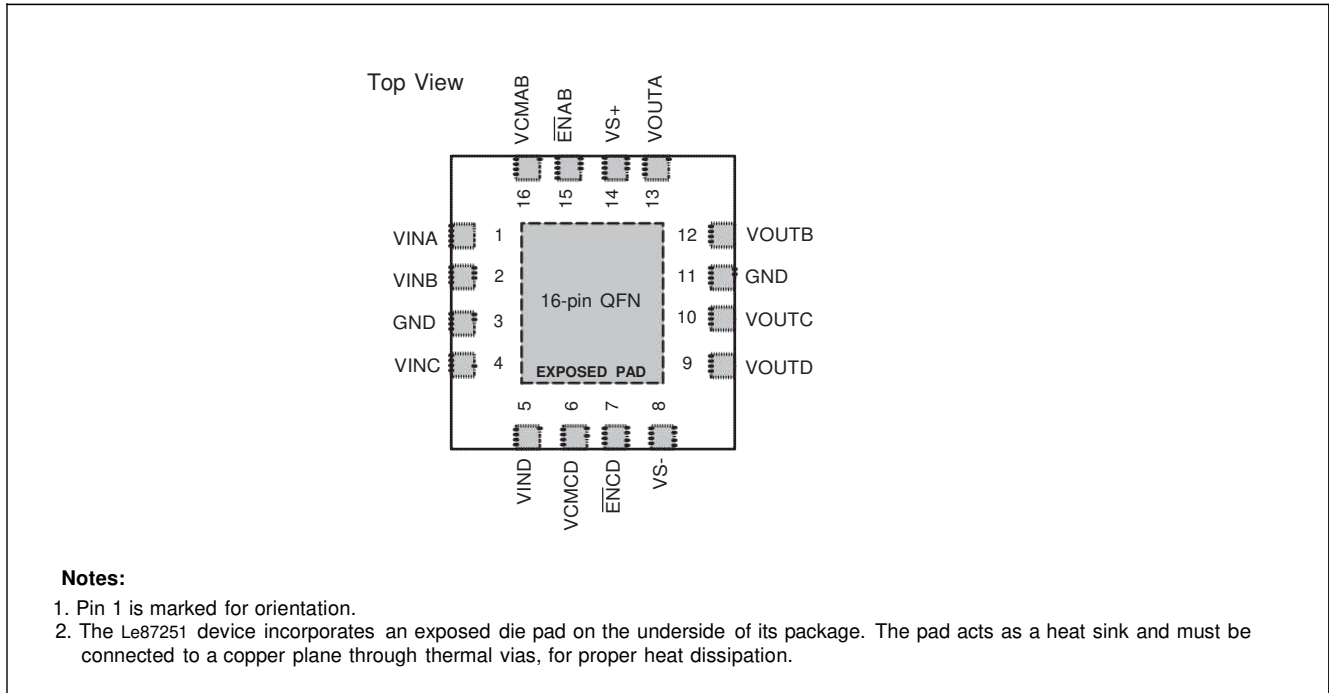 Top View
VCMAB
ENAB
VS+
VOUTA
16
15
14
13
VINA 1
VINB 2
GND 3
VINC 4
12 VOUTB
11 GND
10 VOUTC
9 VOUTD
16-pin QFN
EXPOSED PAD
5
6
7
8
VIND
VCMCD
ENCD
VS-
Notes:
1. Pin 1 is marked for orientation.
2. The Le87251 device incorporates an exposed die pad on the underside of its package. The pad acts as a heat sink and must be
connected to a copper plane through thermal vias, for proper heat dissipation.